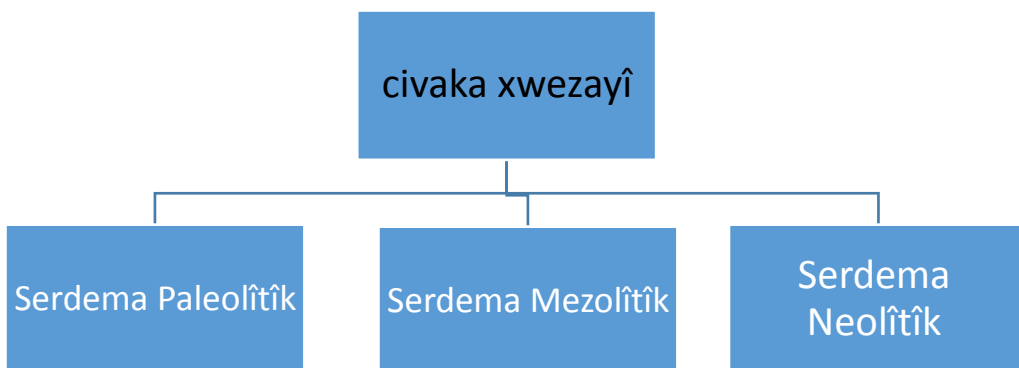 civaka xwezayî
Serdema Paleolîtîk
Serdema Mezolîtîk
Serdema
Neolîtîk